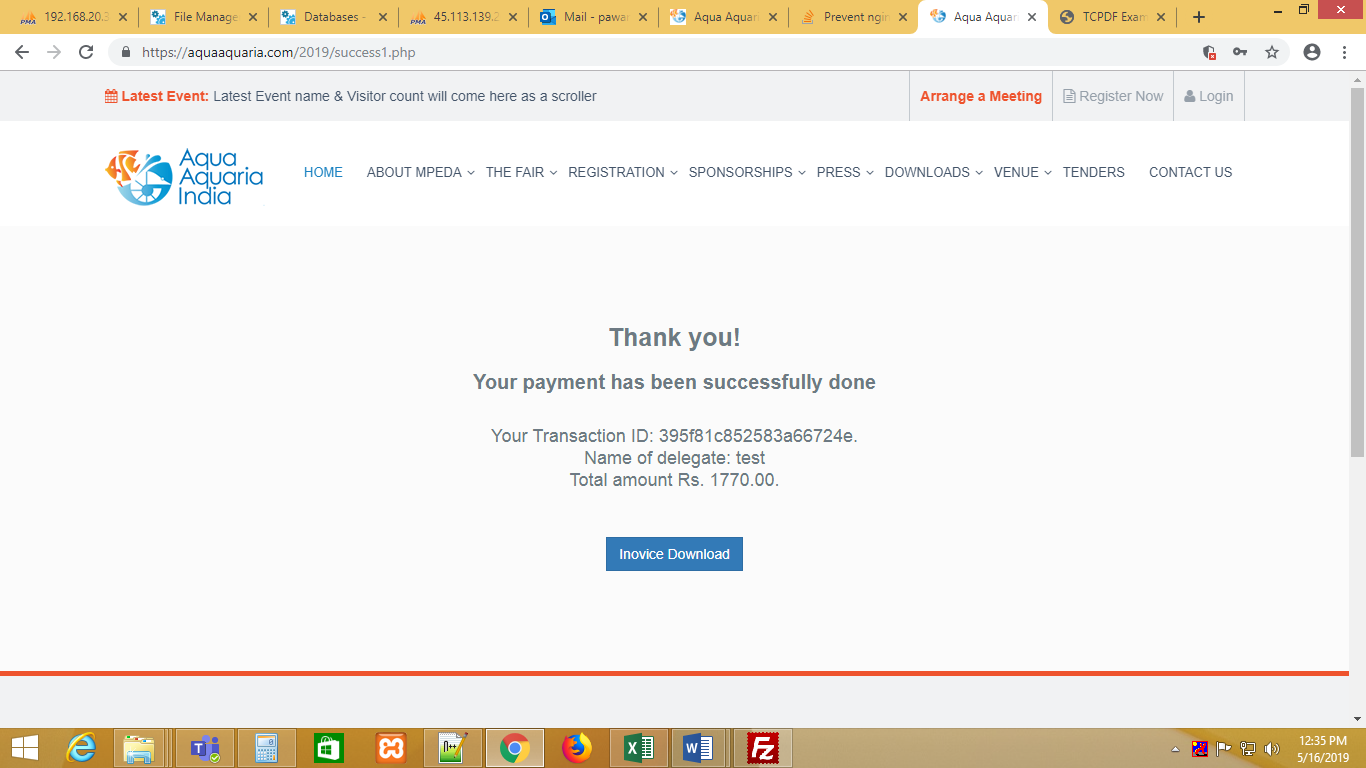 192.168.20.3
File Manage
Databases -
45.113.139.2
Mail - pawar
Aqua Aquari
Prevent ngin
Aqua Aquari
TCPDF Exam
https://aquaaquaria.com/2019/success1.php
Latest Event: Latest Event name & Visitor count will come here as a scroller
Arrange a Meeting
Register Now
Login
Aqua
Aquaria
India
HOME
ABOUT MPEDA
THE FAIR
REGISTRATION
SPONSORSHIPS
PRESS
DOWNLOADS
VENUE
TENDERS
CONTACT US
Thank you!
Your payment has been successfully done
Your Transaction ID: 395f81c852583a66724e.
Name of delegate: test
Total amount Rs. 1770.00.
Inovice Download
12:35 PM
5/16/2019